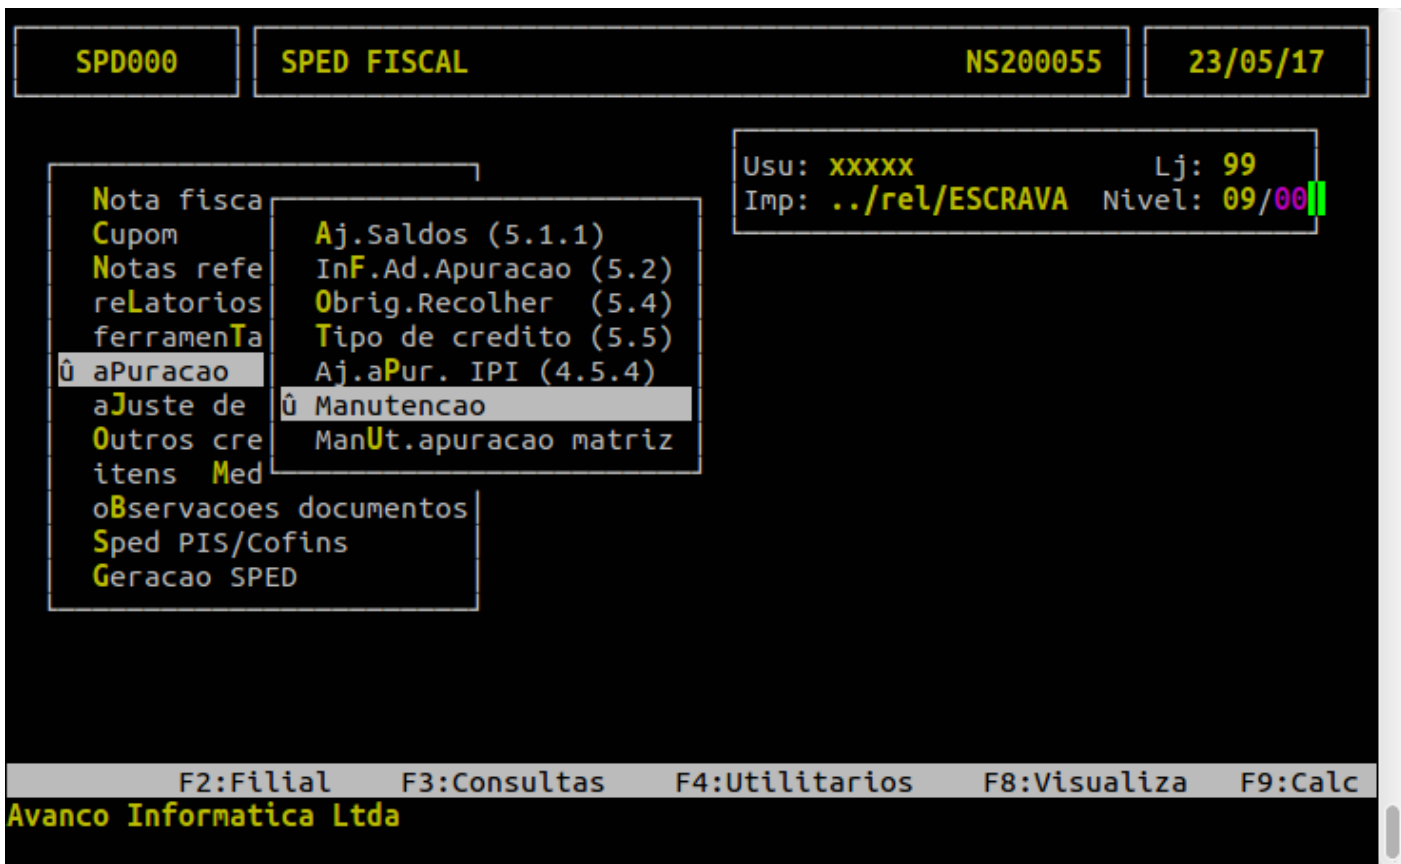 SPD000 SPED FISCAL NS200055 23/05/17
Usu: xxxxx Lj: 99
Imp: ../rel/ESCRAVA Nivel: 09/00
Nota fisca
Cupom
Notas refe
reLatorios
ferramenTa
û aPuracao
aJuste de
Outros cre
itens Med
oBservacoes documentos
Sped PIS/Cofins
Geracao SPED
Aj.Saldos (5.1.1)
InF.Ad.Apuracao (5.2)
Obrig.Recolher (5.4)
Tipo de credito (5.5)
Aj.aPur. IPI (4.5.4)
û Manutencao
ManUt.apuracao matriz
F2:Filial F3:Consultas F4:Utilitarios F8:Visualiza F9:Calc
Avanco Informatica Ltda